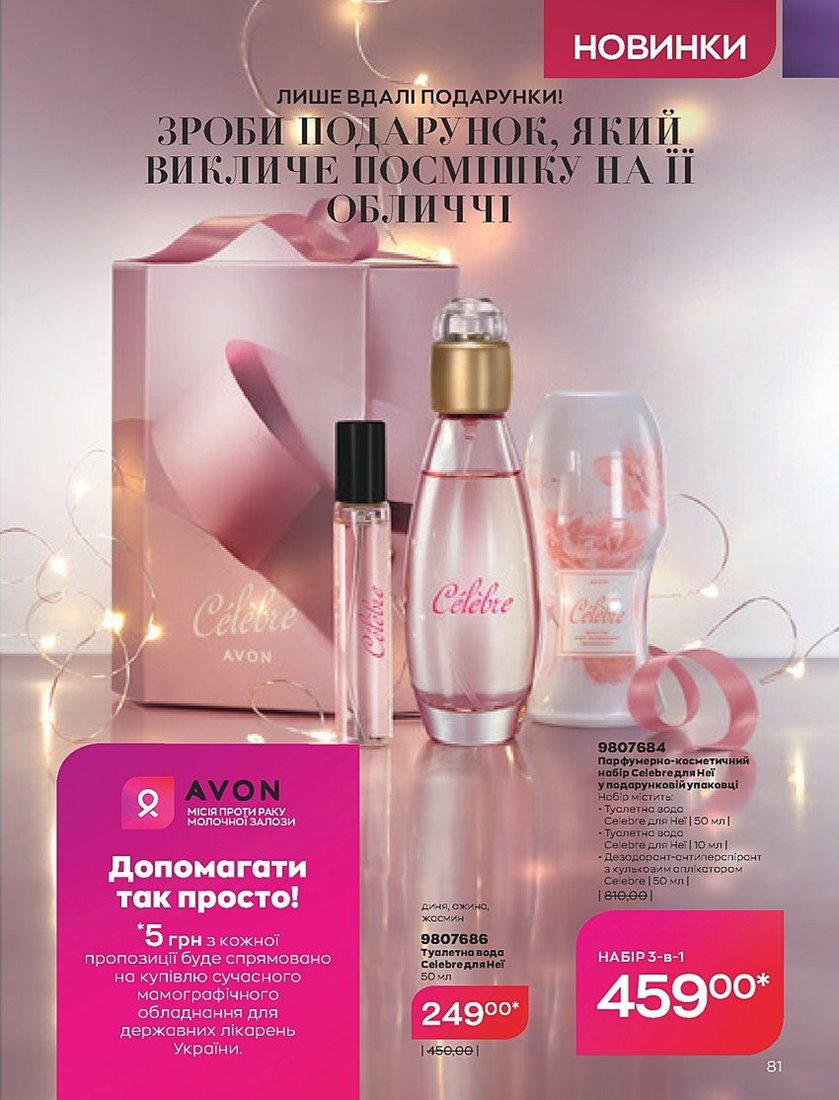 НОВИНКИ
ЛИШЕ ВДАЛІ ПОДАРУНКИ!
ЗРОБИ ПОДАРУНОК, ЯКИЙ
ВИКЛИЧЕ ПОСМІШКУ НА ЇЇ
ОБЛИЧЧІ
Célèbre
AVON
Célèbre
Célèbre
AVON
Célèbre
9807684
Парфумерно-косметичний
набір Celebre для Неї
у подарунковій упаковці
Набір містить:
• Туалетна вода
Celebre для Неї | 50 мл |
• Туалетна вода
Celebre для Неї | 10 мл |
• Дезодорант-антиперспірант
з кульковим аплікатором
Celebre | 50 мл |
| 810,00 |
НАБІР 3-в-1
459⁰⁰*
диня, ожина,
жасмин
9807686
Туалетна вода
Celebre для Неї
50 мл
249⁰⁰*
| 450,00 |
AVON
МІСІЯ ПРОТИ РАКУ
МОЛОЧНОЇ ЗАЛОЗИ
Допомагати
так просто!
*5 грн з кожної
пропозиції буде спрямовано
на купівлю сучасного
мамографічного
обладнання для
державних лікарень
України.
81